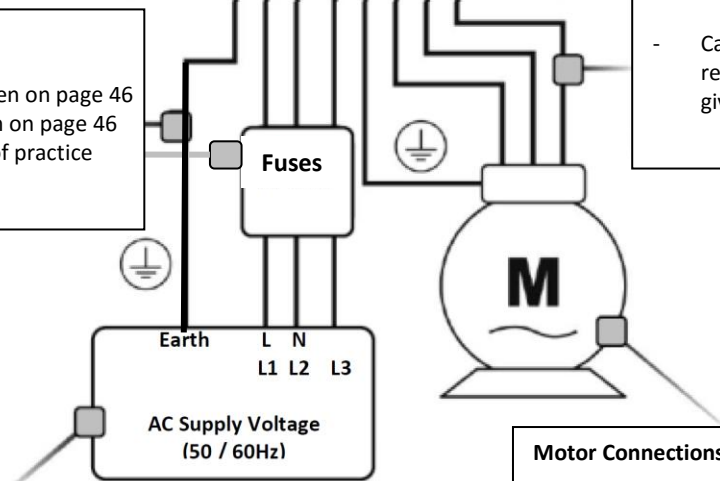 en on page 46
n on page 46
of practice
- Ca
re
giv
Fuses
M
Earth L N
L1 L2 L3
AC Supply Voltage
(50 / 60Hz)
Motor Connections